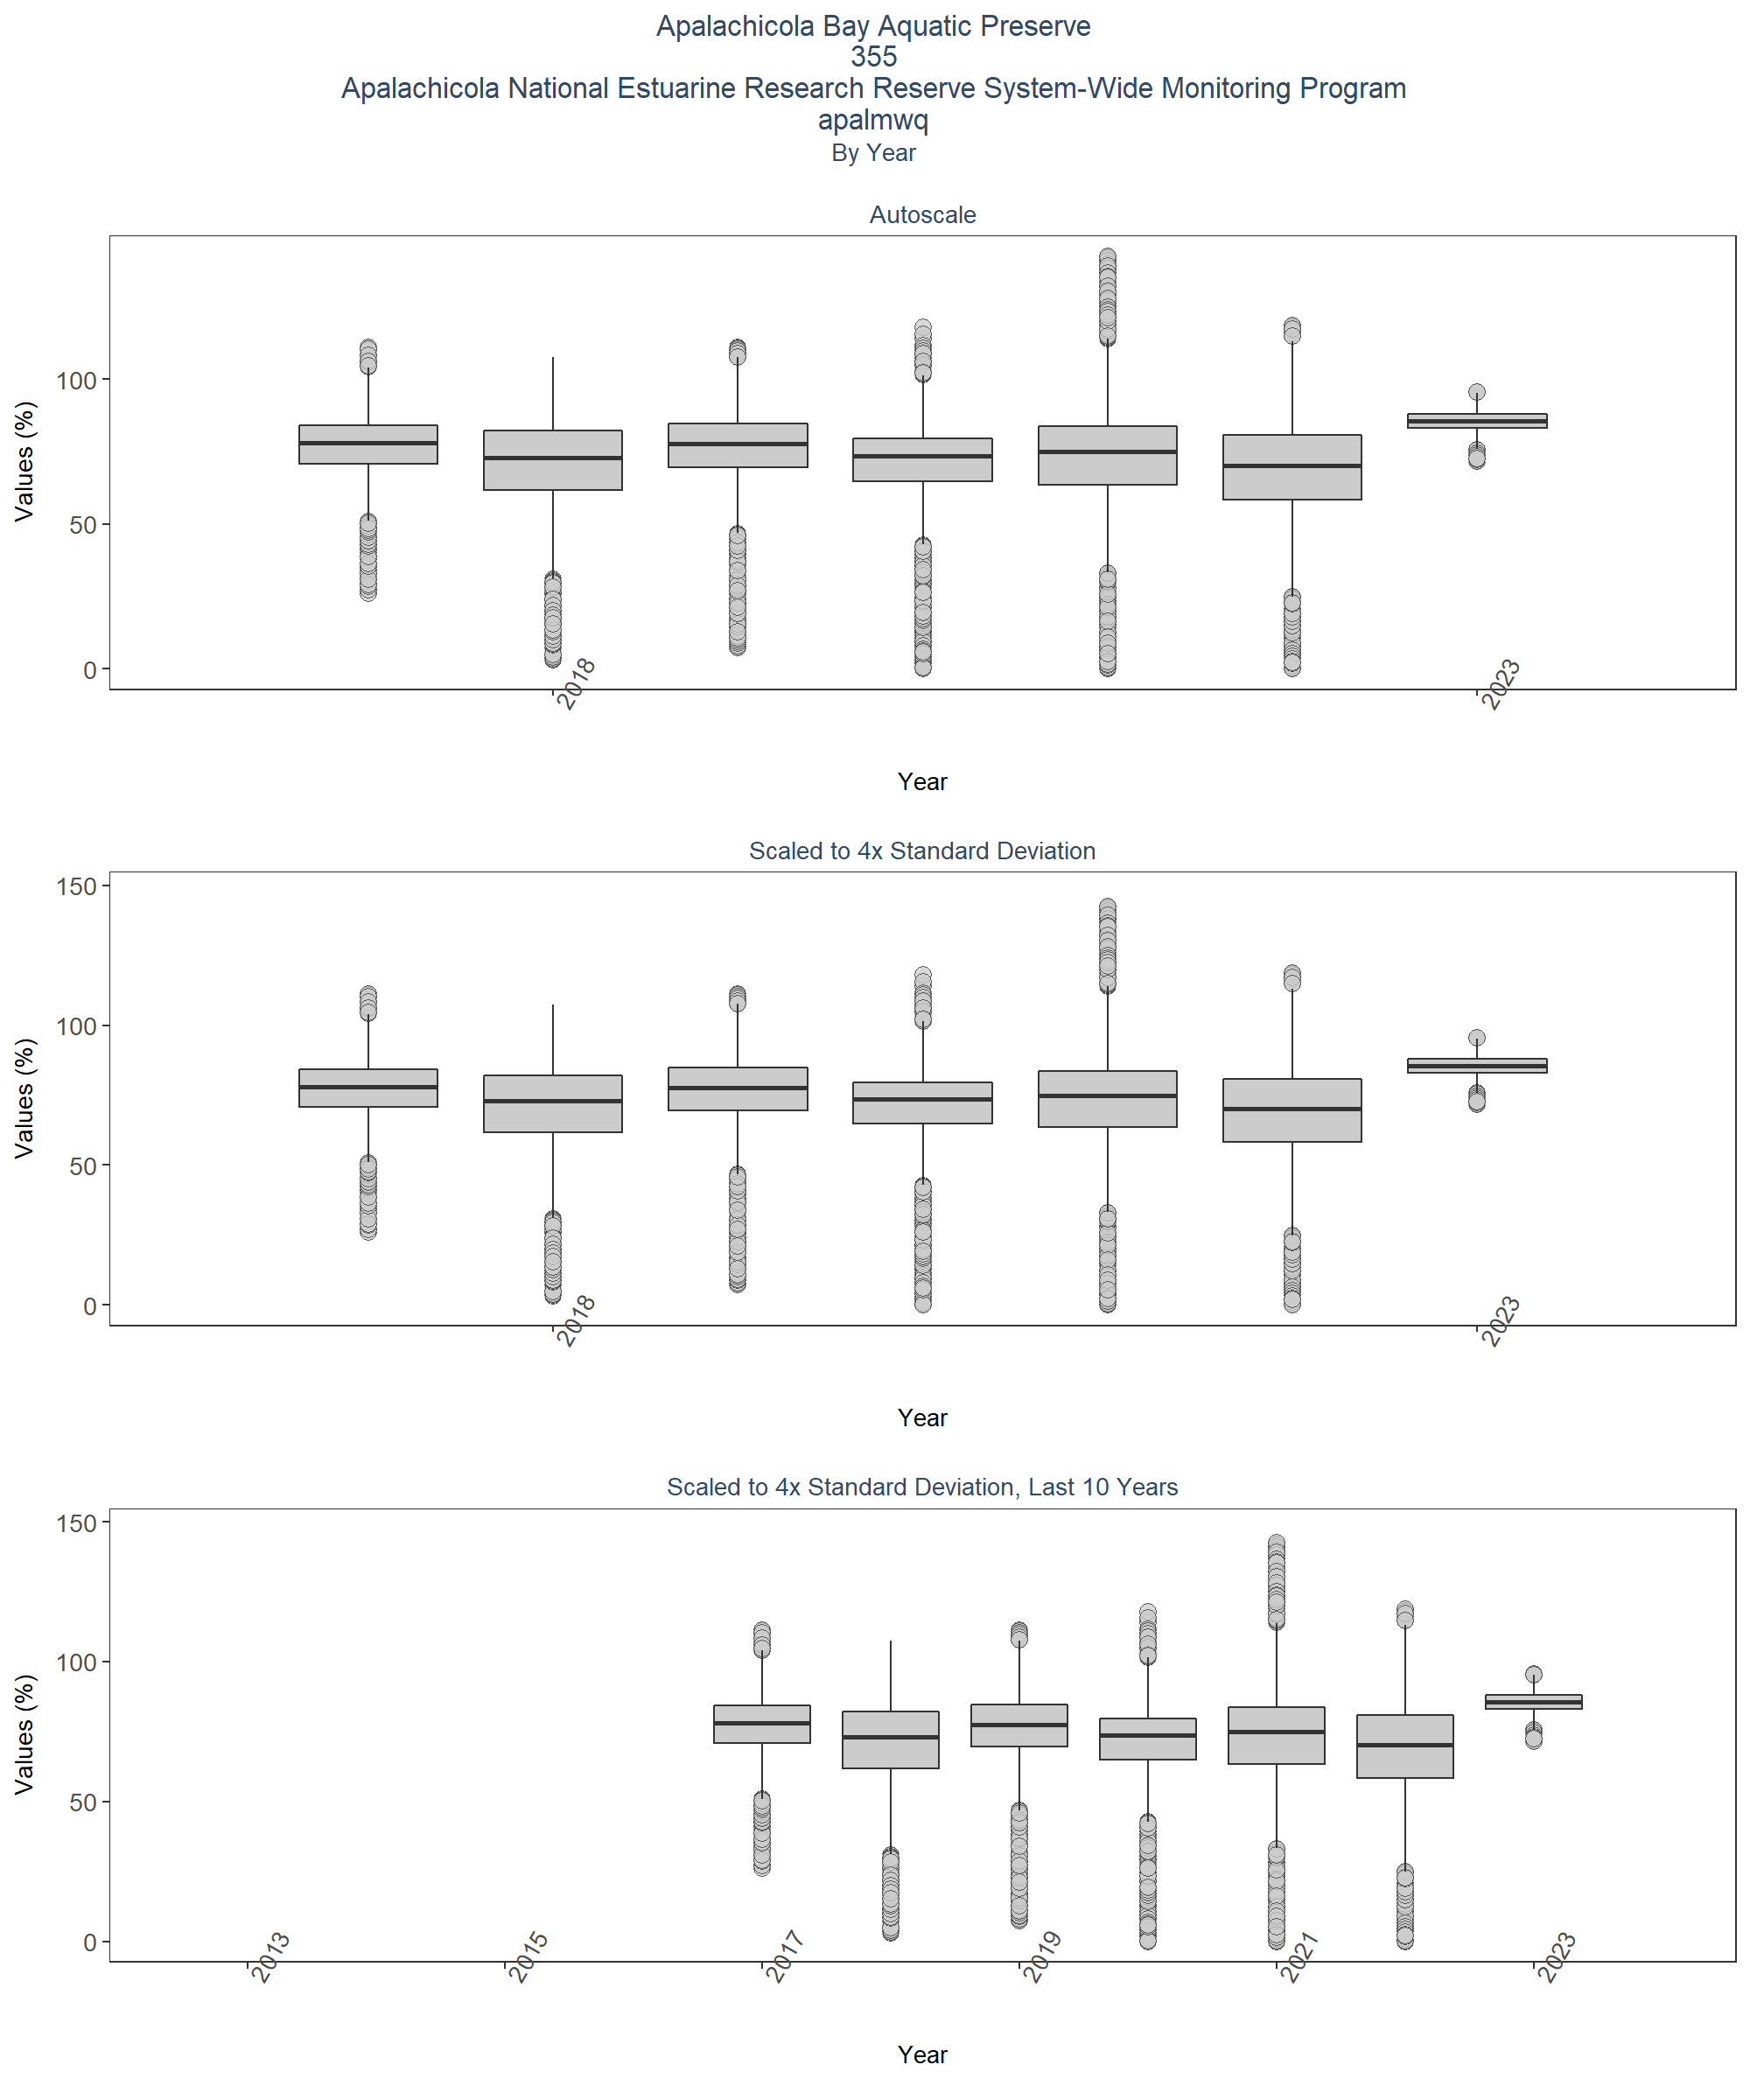 Apalachicola Bay Aquatic Preserve
355
Apalachicola National Estuarine Research Reserve System-Wide Monitoring Program
apalmwq
By Year
Autoscale
Values (%)
100
50
0
2018
2023
Year
Scaled to 4x Standard Deviation
Values (%)
150
100
50
0
2018
2023
Year
Scaled to 4x Standard Deviation, Last 10 Years
Values (%)
150
100
50
0
2013
2015
2017
2019
2021
2023
Year